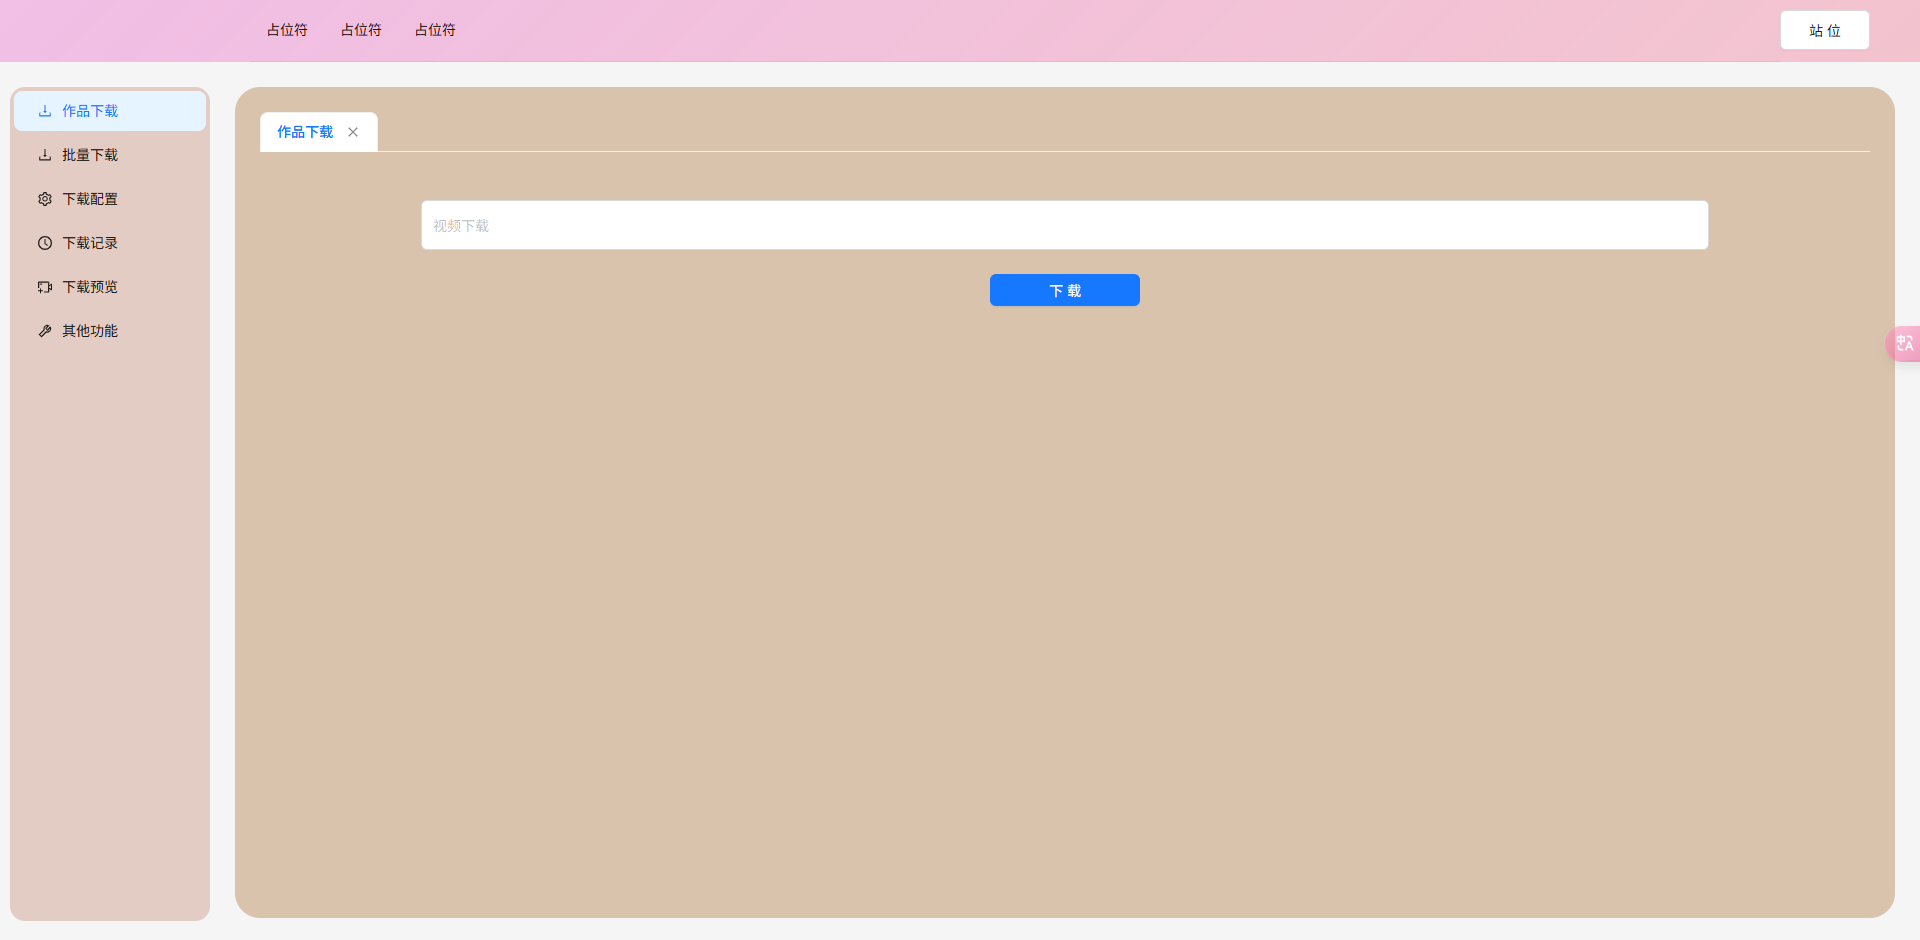 占位符 占位符 占位符 站 位
作品下载
批量下载
下载配置
下载记录
下载预览
其他功能
作品下载
视频下载
下 载